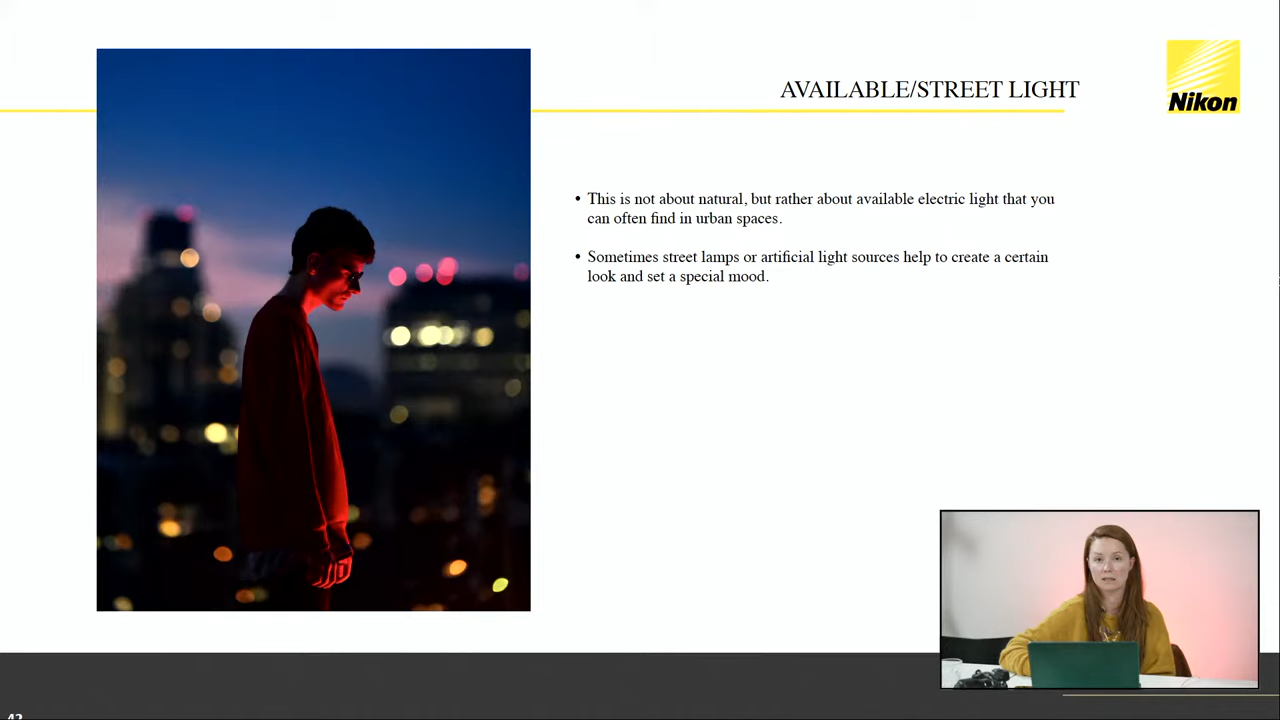 AVAILABLE/STREET LIGHT
Nikon
• This is not about natural, but rather about available electric light that you
can often find in urban spaces.
• Sometimes street lamps or artificial light sources help to create a certain
look and set a special mood.